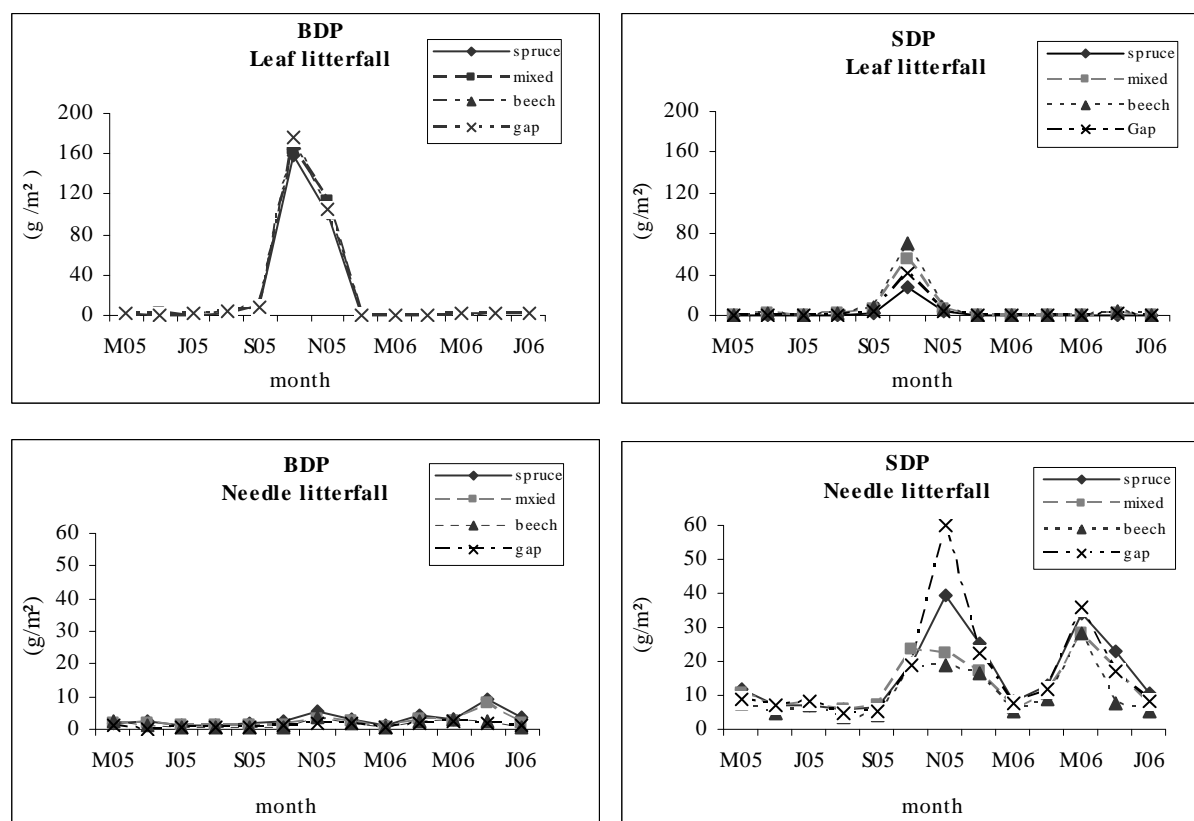 BDP
Leaf litterfall
spruce
mixed
beech
gap
200
160
120
80
40
0
(g /m²)
M05 J05 S05 N05 M06 M06 J06
month
SDP
Leaf litterfall
spruce
mixed
beech
Gap
200
160
120
80
40
0
(g/m²)
M05 J05 S05 N05 M06 M06 J06
month
BDP
Needle litterfall
spruce
mxied
beech
gap
60
50
40
30
20
10
0
(g/m²)
M05 J05 S05 N05 M06 M06 J06
month
SDP
Needle litterfall
spruce
mixed
beech
gap
60
50
40
30
20
10
0
(g/m²)
M05 J05 S05 N05 M06 M06 J06
month